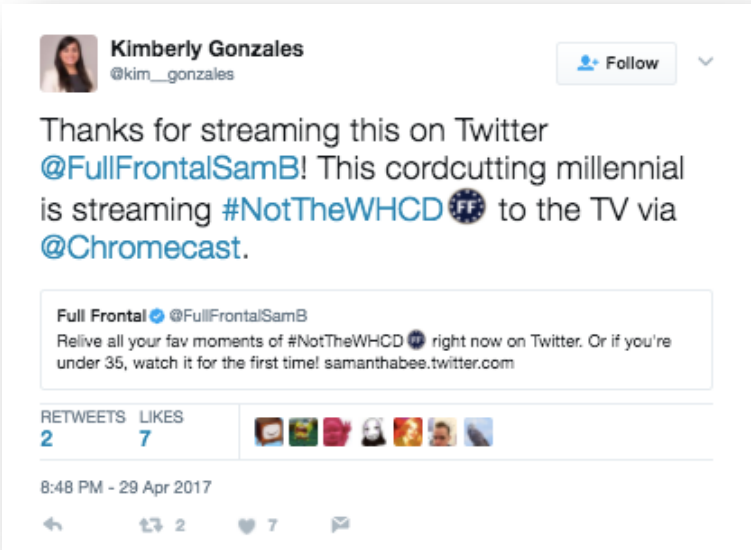 Kimberly Gonzales
@kim__gonzales
Follow
Thanks for streaming this on Twitter
@FullFrontalSamB! This cordcutting millennial
is streaming #NotTheWHCD FF to the TV via
@Chromecast.
Full Frontal @FullFrontalSamB
Relive all your fav moments of #NotTheWHCD FF right now on Twitter. Or if you're
under 35, watch it for the first time! samanthabee.twitter.com
RETWEETS LIKES
2 7
8:48 PM - 29 Apr 2017
2 7